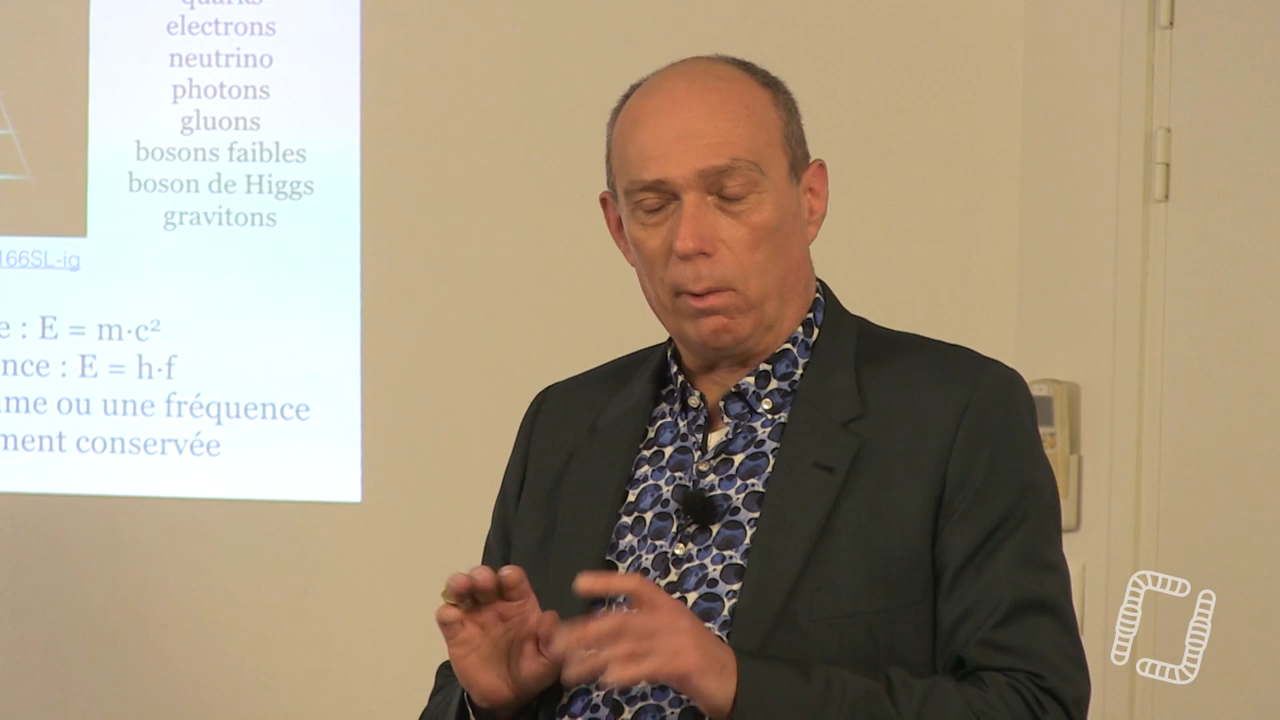 quarks
electrons
neutrino
photons
gluons
bosons faibles
boson de Higgs
gravitons
166SL-ig
e : E = m·c²
nce : E = h·f
me ou une fréquence
ment conservée